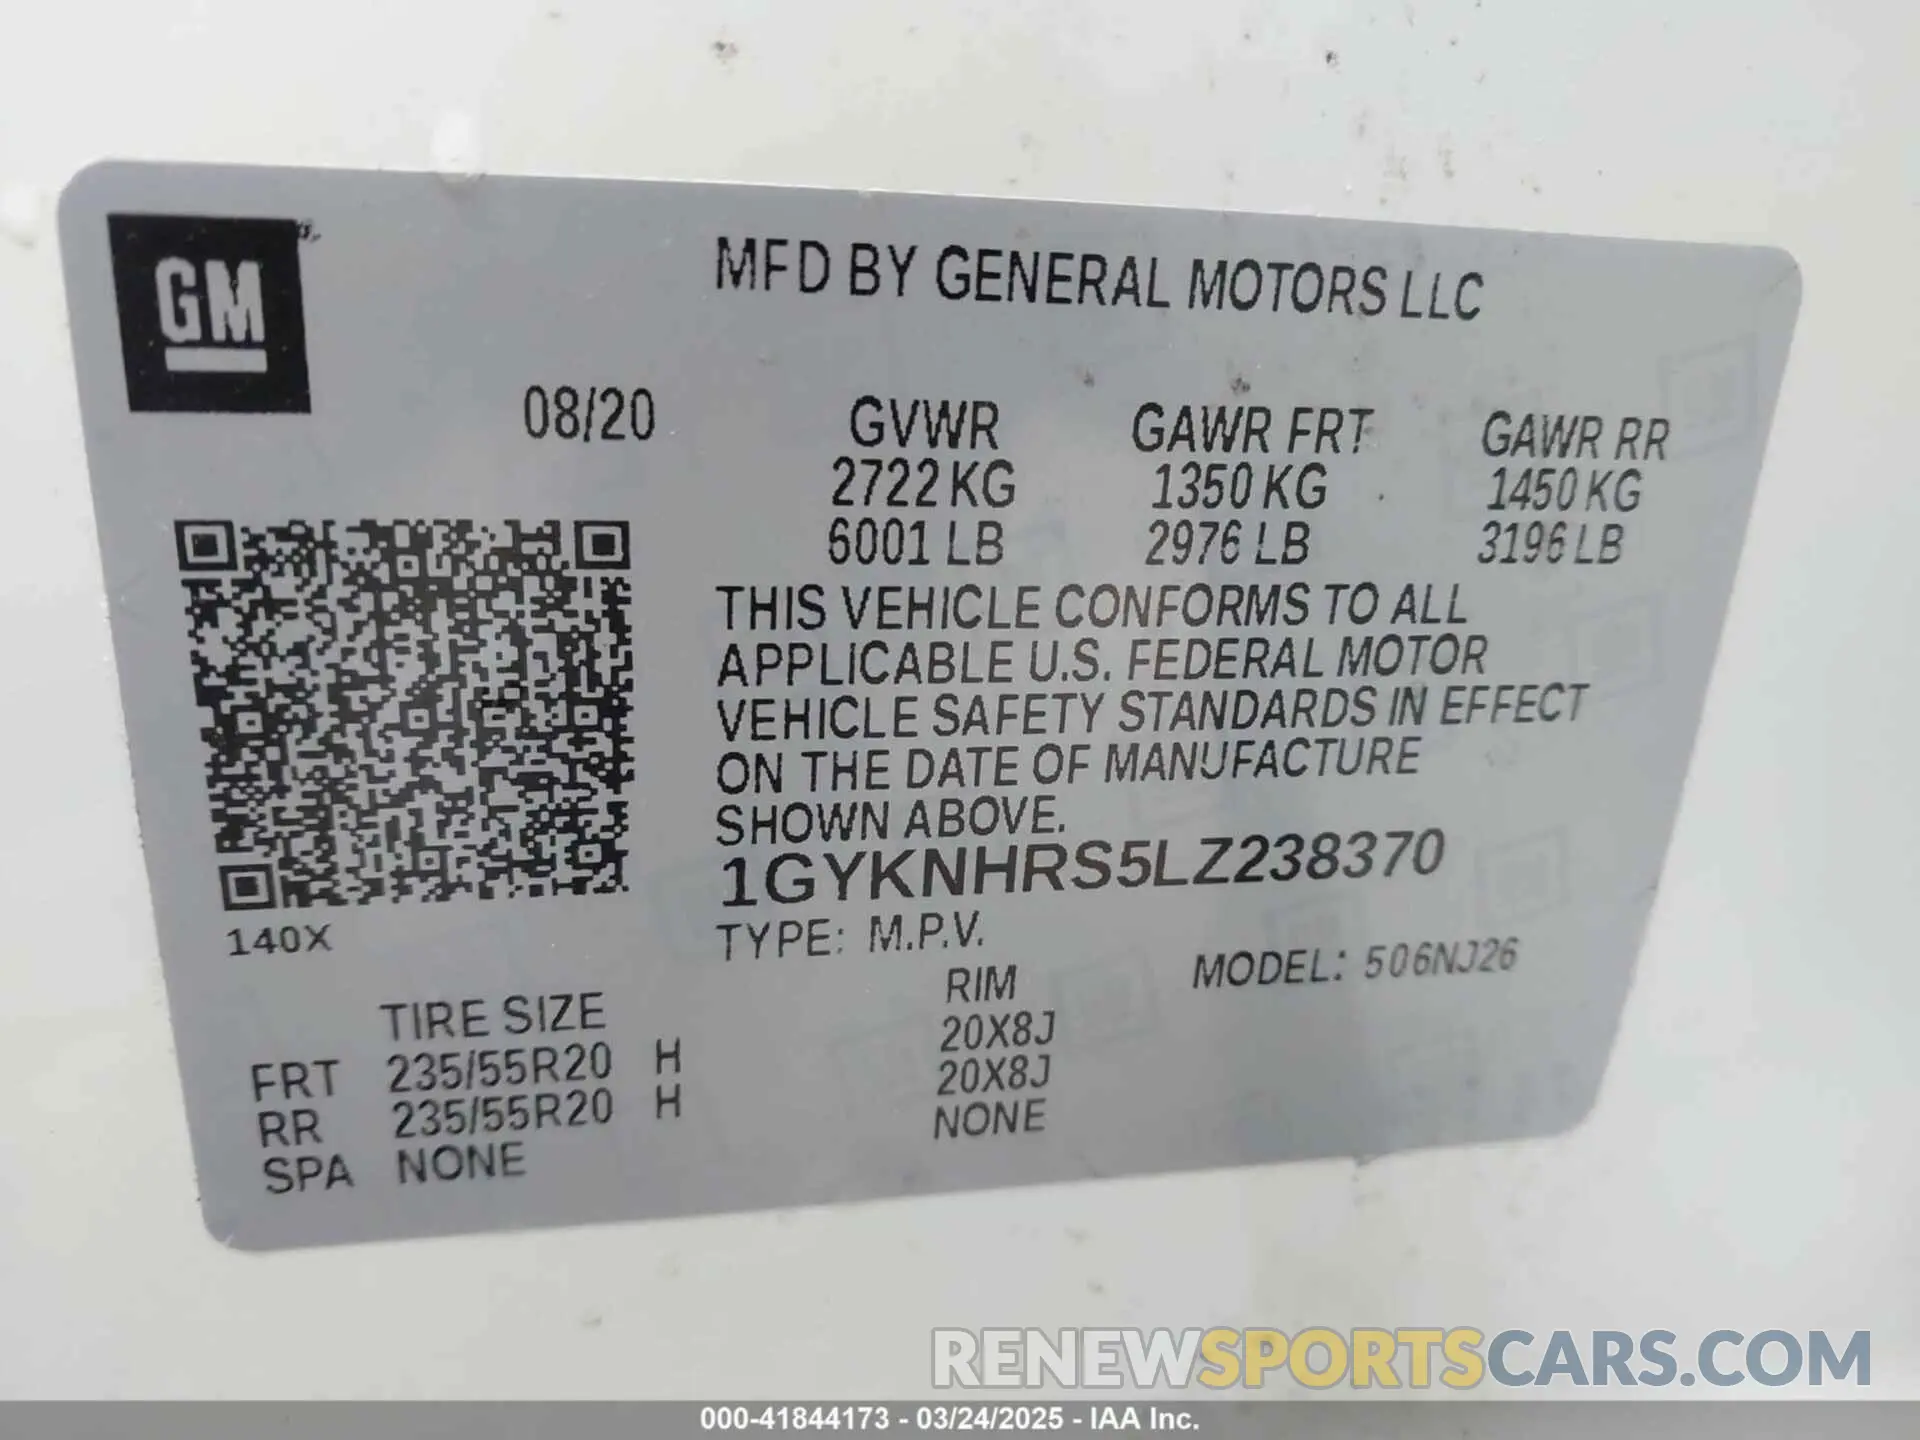 GM
MFD BY GENERAL MOTORS LLC
08/20
GVWR GAWR FRT GAWR RR
2722 KG 1350 KG 1450 KG
6001 LB 2976 LB 3196 LB
THIS VEHICLE CONFORMS TO ALL
APPLICABLE U.S. FEDERAL MOTOR
VEHICLE SAFETY STANDARDS IN EFFECT
ON THE DATE OF MANUFACTURE
SHOWN ABOVE.
1GYKNHRS5LZ238370
140X
TYPE: M.P.V. MODEL: 506NJ26
TIRE SIZE RIM
FRT 235/55R20 H 20X8J
RR 235/55R20 H 20X8J
SPA NONE NONE
RENEWSPORTSCARS.COM
000-41844173 - 03/24/2025 - IAA Inc.